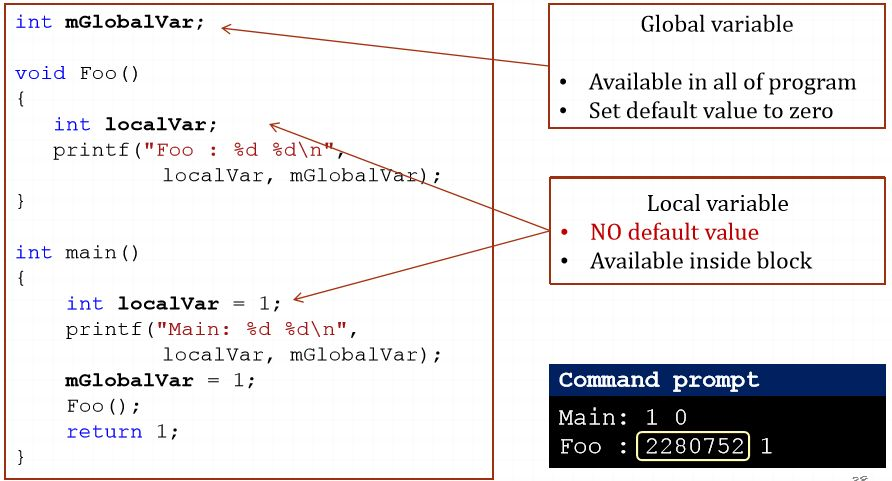 int mGlobalVar;
void Foo()
{
int localVar;
printf("Foo : %d %d\n",
localVar, mGlobalVar);
}
int main()
{
int localVar = 1;
printf("Main: %d %d\n",
localVar, mGlobalVar);
mGlobalVar = 1;
Foo();
return 1;
}
Global variable
• Available in all of program
• Set default value to zero
Local variable
• NO default value
• Available inside block
Command prompt
Main: 1 0
Foo : 2280752 1